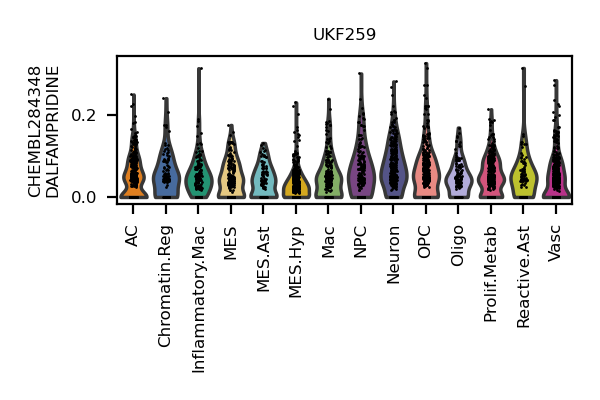 UKF259
CHEMBL284348
DALFAMPRIDINE
0.2
0.0
AC
Chromatin.Reg
Inflammatory.Mac
MES
MES.Ast
MES.Hyp
Mac
NPC
Neuron
OPC
Oligo
Prolif.Metab
Reactive.Ast
Vasc